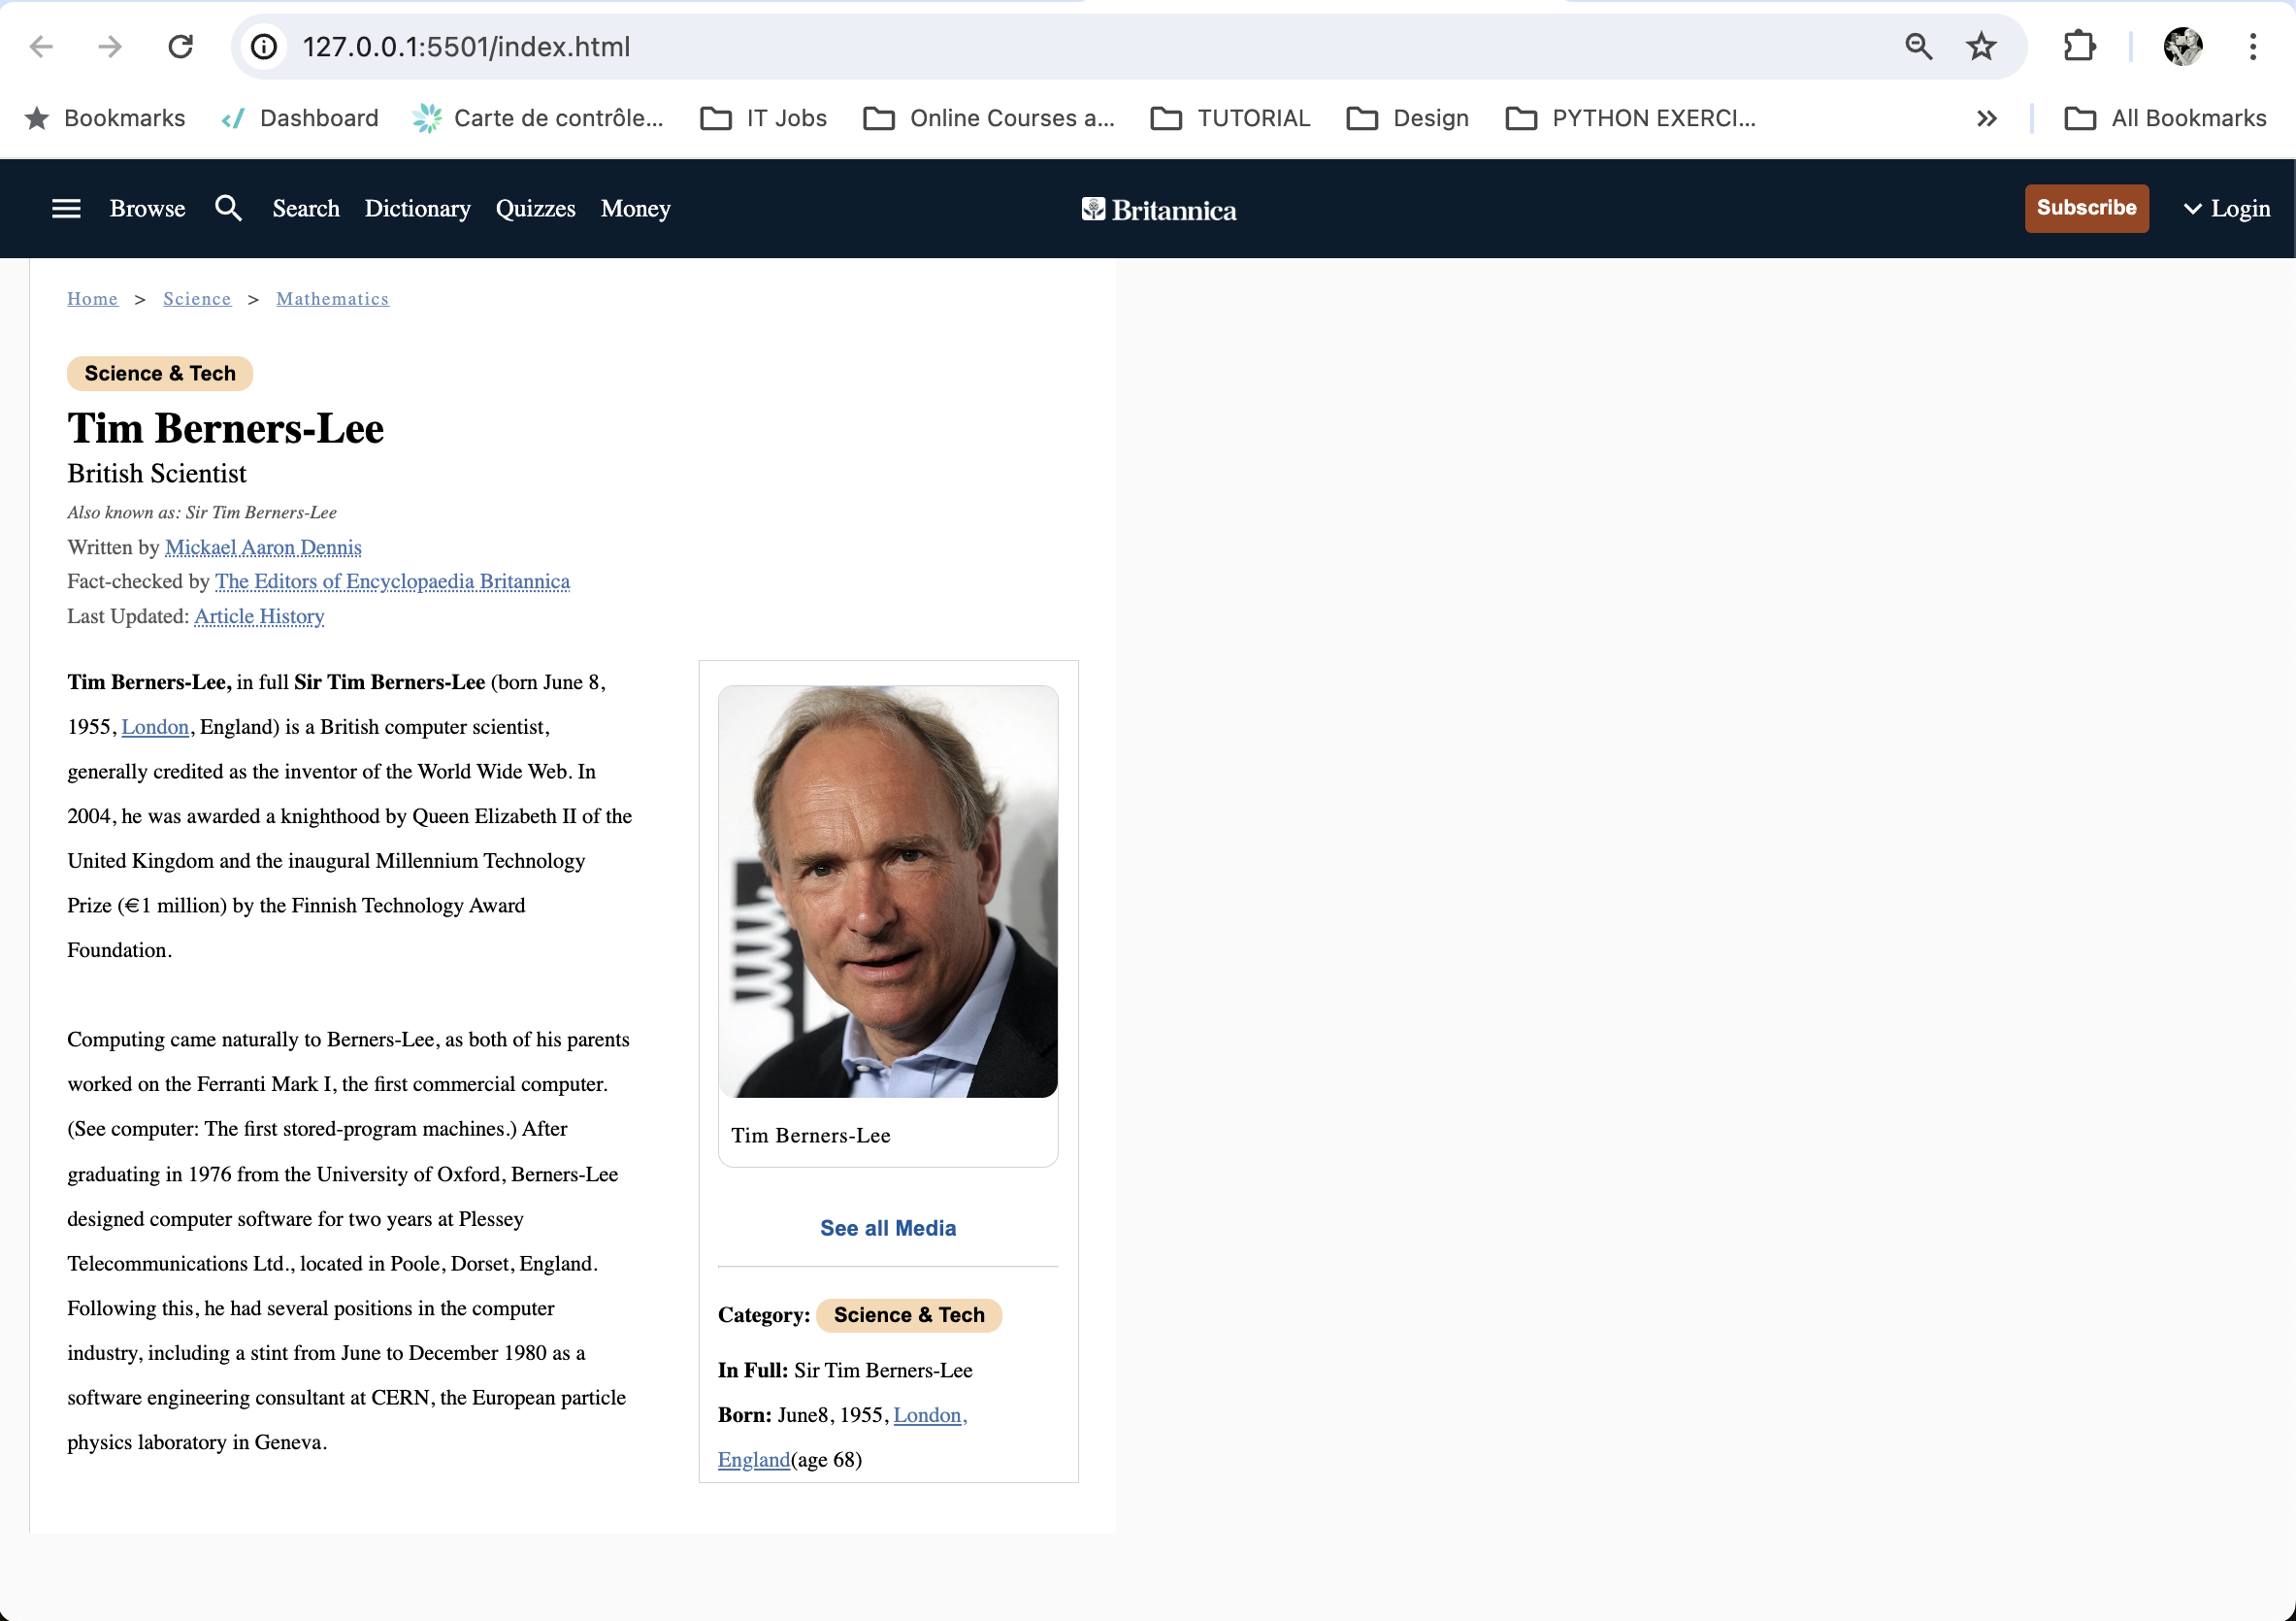 127.0.0.1:5501/index.html
Bookmarks Dashboard Carte de contrôle... IT Jobs Online Courses a... TUTORIAL Design PYTHON EXERCI... All Bookmarks
Browse Search Dictionary Quizzes Money Britannica Subscribe Login
Home > Science > Mathematics
Science & Tech
Tim Berners-Lee
British Scientist
Also known as: Sir Tim Berners-Lee
Written by Mickael Aaron Dennis
Fact-checked by The Editors of Encyclopaedia Britannica
Last Updated: Article History
Tim Berners-Lee, in full Sir Tim Berners-Lee (born June 8,
1955, London, England) is a British computer scientist,
generally credited as the inventor of the World Wide Web. In
2004, he was awarded a knighthood by Queen Elizabeth II of the
United Kingdom and the inaugural Millennium Technology
Prize (€1 million) by the Finnish Technology Award
Foundation.
Computing came naturally to Berners-Lee, as both of his parents
worked on the Ferranti Mark I, the first commercial computer.
(See computer: The first stored-program machines.) After
graduating in 1976 from the University of Oxford, Berners-Lee
designed computer software for two years at Plessey
Telecommunications Ltd., located in Poole, Dorset, England.
Following this, he had several positions in the computer
industry, including a stint from June to December 1980 as a
software engineering consultant at CERN, the European particle
physics laboratory in Geneva.
Tim Berners-Lee
See all Media
Category: Science & Tech
In Full: Sir Tim Berners-Lee
Born: June8, 1955, London,
England(age 68)